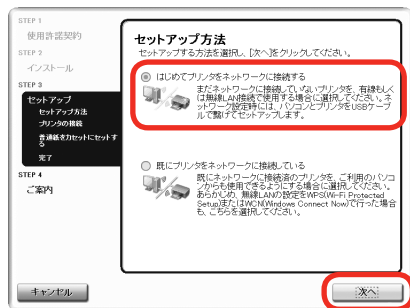 STEP 1
使用許諾契約
STEP 2
インストール
STEP 3
セットアップ
セットアップ方法
プリンタの接続
普通紙をカセットにセットす
る
完了
STEP 4
ご案内
セットアップ方法
セットアップする方法を選択し、[次へ]をクリックしてください。
はじめてプリンタをネットワークに接続する
まだネットワークに接続していないプリンタを、有線もしく
は無線LAN接続で使用する場合に選択してください。ネ
ットワーク設定時には、パソコンとプリンタをUSBケーブ
ルで繋げてセットアップします。
既にプリンタをネットワークに接続している
既にネットワークに接続済のプリンタを、ご利用のパソコ
ンからも使用できるようにする場合に選択してください。
あらかじめ、無線LANの設定をWPS(Wi-Fi Protected
Setup)またはWCN(Windows Connect Now)で行った場合
も、こちらを選択してください。
キャンセル
次へ